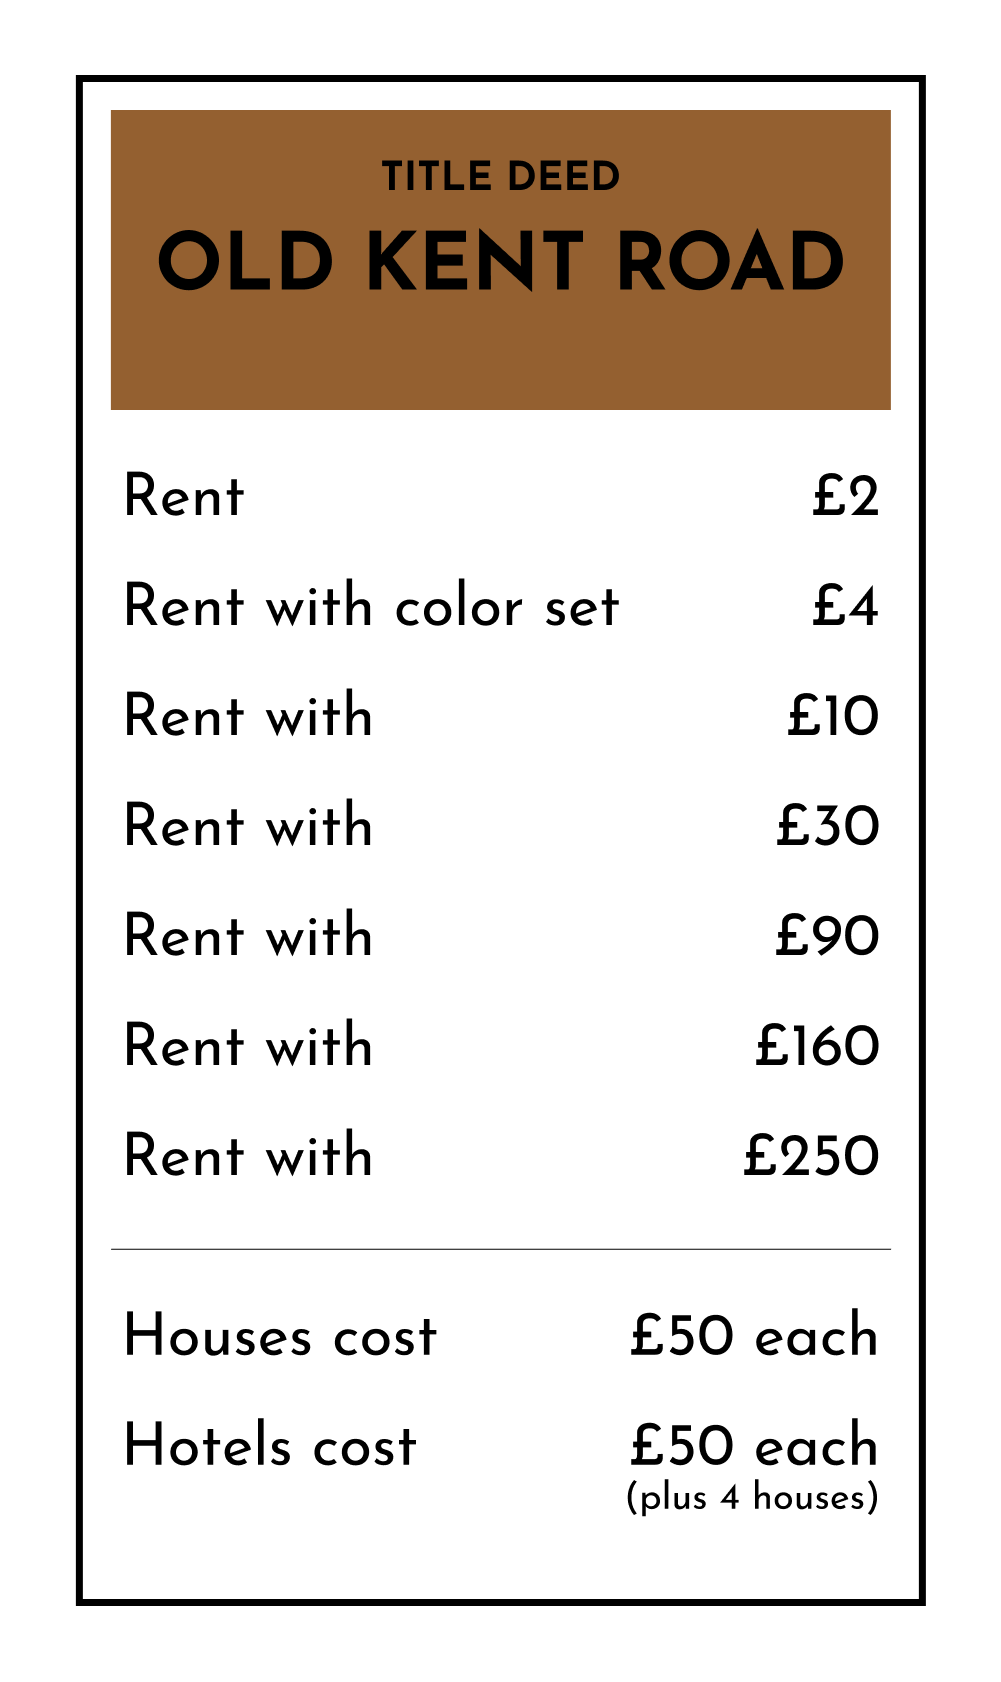 TITLE DEED
OLD KENT ROAD
Rent £2
Rent with color set £4
Rent with £10
Rent with £30
Rent with £90
Rent with £160
Rent with £250
Houses cost £50 each
Hotels cost £50 each
(plus 4 houses)